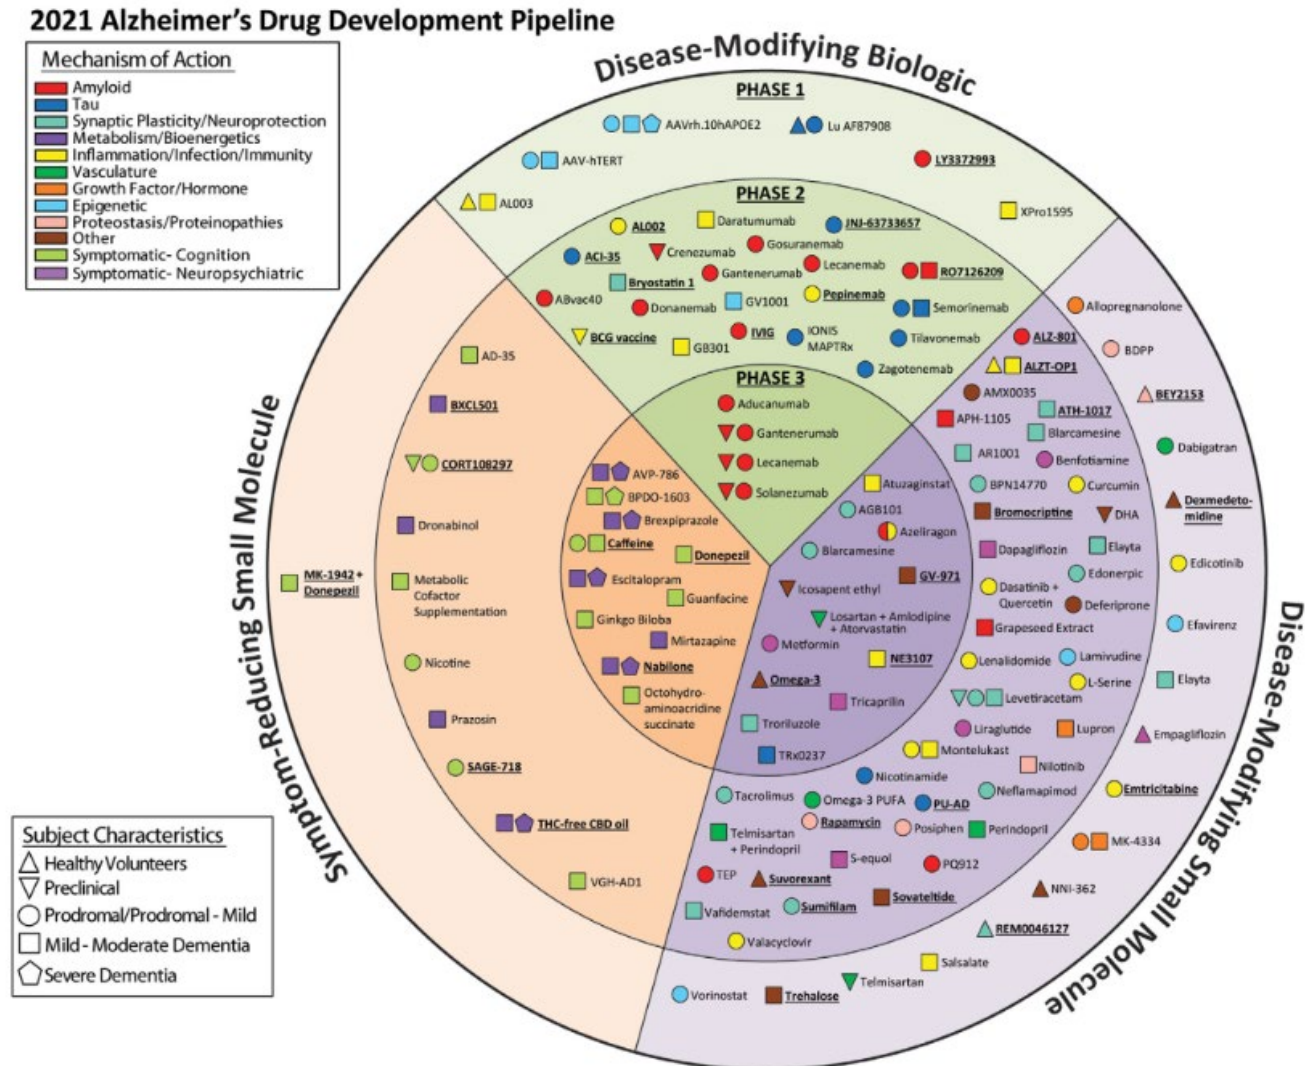 2021 Alzheimer's Drug Development Pipeline
Mechanism of Action
Amyloid
Tau
Synaptic Plasticity/Neuroprotection
Metabolism/Bioenergetics
Inflammation/Infection/Immunity
Vasculature
Growth Factor/Hormone
Epigenetic
Proteostasis/Proteinopathies
Other
Symptomatic- Cognition
Symptomatic- Neuropsychiatric
Disease-Modifying Biologic
PHASE 1
AAVrh.10hAPOE2
Lu AF87908
AAV-hTERT
LY3372993
AL003
XPro1595
PHASE 2
AL002
Daratumumab
JNJ-63733657
ACI-35
Crenezumab
Gosuranemab
Bryostatin 1
Gantenerumab
Lecanemab
RO7126209
ABvac40
Donanemab
GV1001
Pepinemab
Semorinemab
BCG vaccine
GB301
IVIG
IONIS
MAPTRx
Tilavonemab
Zagotenemab
PHASE 3
Aducanumab
Gantenerumab
Lecanemab
Solanezumab
Symptom-Reducing Small Molecule
AD-35
BXCL501
CORT108297
Dronabinol
MK-1942 +
Donepezil
Metabolic
Cofactor
Supplementation
Nicotine
Prazosin
SAGE-718
THC-free CBD oil
VGH-AD1
AVP-786
BPDO-1603
Brexpiprazole
Caffeine
Donepezil
Escitalopram
Guanfacine
Ginkgo Biloba
Mirtazapine
Nabilone
Octohydro-
aminoacridine
succinate
Atuzaginstat
AGB101
Azeliragon
Blarcamesine
GV-971
Icosapent ethyl
Losartan + Amlodipine
+ Atorvastatin
Metformin
NE3107
Omega-3
Tricaprilin
Troriluzole
TRx0237
ALZ-801
ALZT-OP1
AMX0035
APH-1105
ATH-1017
Blarcamesine
AR1001
Benfotiamine
BPN14770
Curcumin
Bromocriptine
DHA
Dapagliflozin
Elayta
Edonerpic
Dasatinib +
Quercetin
Deferiprone
Grapeseed Extract
Lenalidomide
Lamivudine
L-Serine
Levetiracetam
Liraglutide
Lupron
Montelukast
Nilotinib
Nicotinamide
Neflamapimod
Tacrolimus
Omega-3 PUFA
PU-AD
Telmisartan
+ Perindopril
Rapamycin
Posiphen
Perindopril
S-equol
PQ912
TEP
Suvorexant
Sovateltide
Vafidemstat
Sumifilam
Valacyclovir
Allopregnanolone
BDPP
BEY2153
Dabigatran
Dexmedeto-
midine
Edicotinib
Efavirenz
Elayta
Empagliflozin
Emtricitabine
MK-4334
NNI-362
REM0046127
Salsalate
Telmisartan
Trehalose
Vorinostat
Disease-Modifying Small Molecule
Subject Characteristics
Healthy Volunteers
Preclinical
Prodromal/Prodromal - Mild
Mild - Moderate Dementia
Severe Dementia